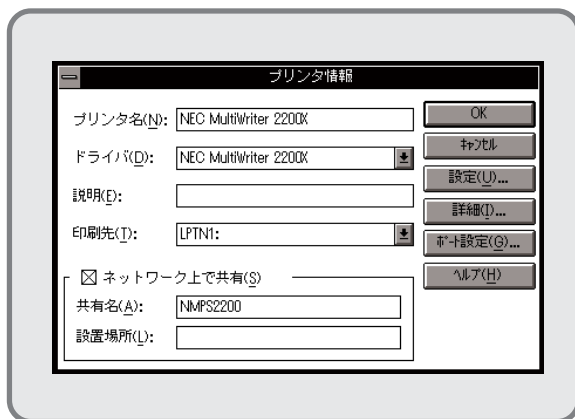 プリンタ情報
プリンタ名(N): NEC MultiWriter 2200X
ドライバ(D): NEC MultiWriter 2200X
説明(E):
印刷先(T): LPTN1:
ネットワーク上で共有(S)
共有名(A): NMPS2200
設置場所(L):
OK
ｷｬﾝｾﾙ
設定(U)...
詳細(I)...
ﾎﾟｰﾄ設定(G)...
ﾍﾙﾌﾟ(H)